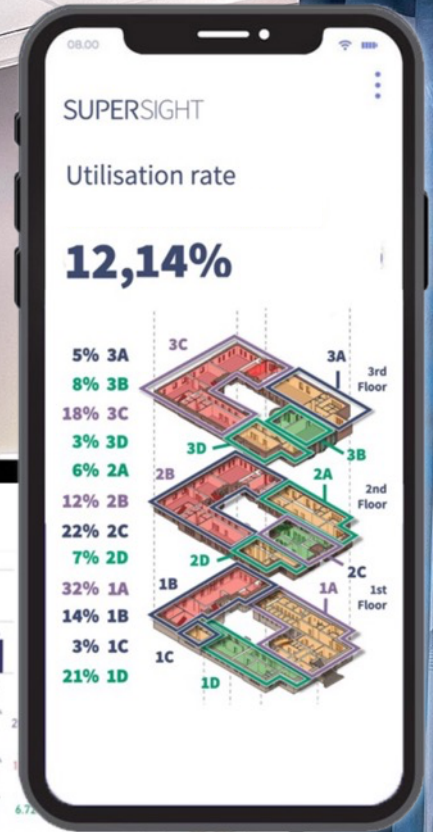 08.00
SUPERSIGHT
Utilisation rate
12,14%
5% 3A
8% 3B
18% 3C
3% 3D
6% 2A
12% 2B
22% 2C
7% 2D
32% 1A
14% 1B
3% 1C
21% 1D
3C
3A
3rd
Floor
3D
3B
2B
2A
2nd
Floor
2D
2C
1B
1A
1st
Floor
1C
1D